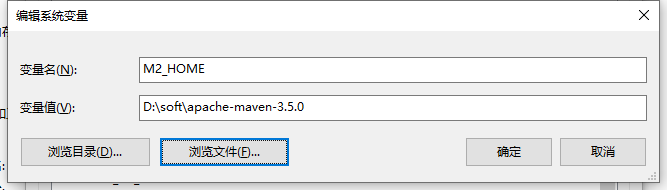 编辑系统变量
变量名(N):
M2_HOME
变量值(V):
D:\soft\apache-maven-3.5.0
浏览目录(D)...
浏览文件(F)...
确定
取消